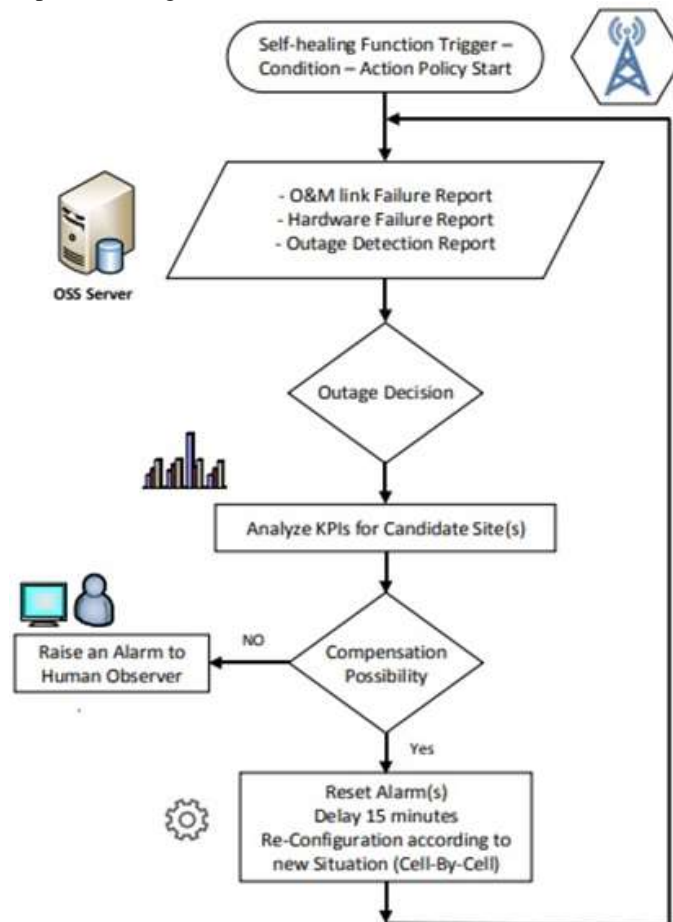 Self-healing Function Trigger –
Condition – Action Policy Start
- O&M link Failure Report
- Hardware Failure Report
- Outage Detection Report
OSS Server
Outage Decision
Analyze KPIs for Candidate Site(s)
NO
Raise an Alarm to
Human Observer
Compensation
Possibility
Yes
Reset Alarm(s)
Delay 15 minutes
Re-Configuration according to
new Situation (Cell-By-Cell)